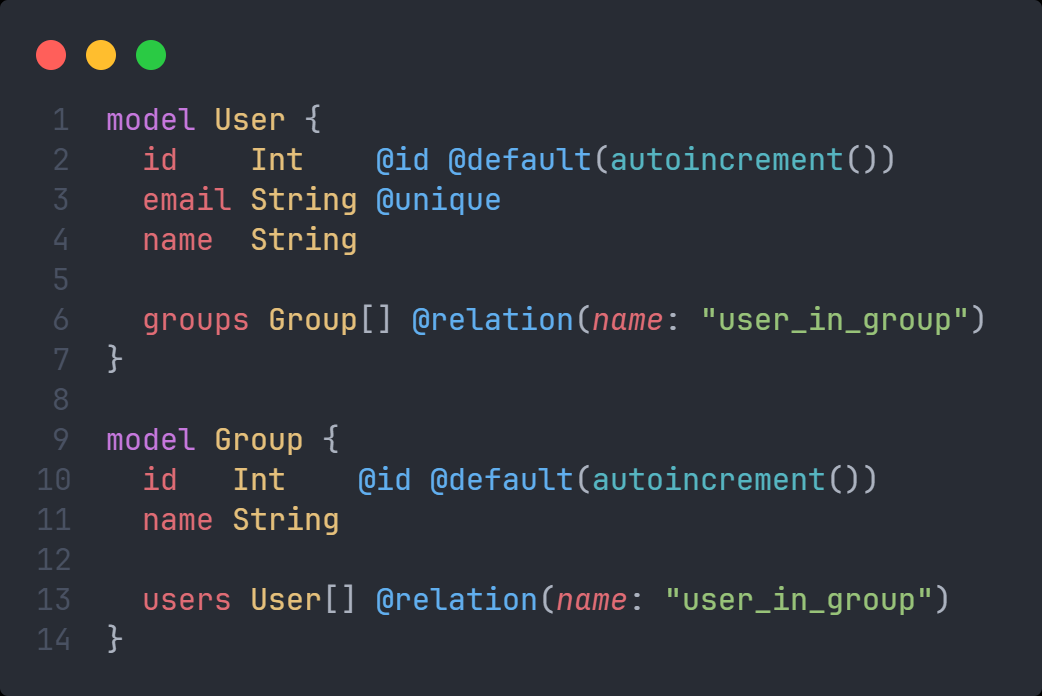 1 model User {
2   id    Int    @id @default(autoincrement())
3   email String @unique
4   name  String
5
6   groups Group[] @relation(name: "user_in_group")
7 }
8
9 model Group {
10   id   Int    @id @default(autoincrement())
11   name String
12
13   users User[] @relation(name: "user_in_group")
14 }